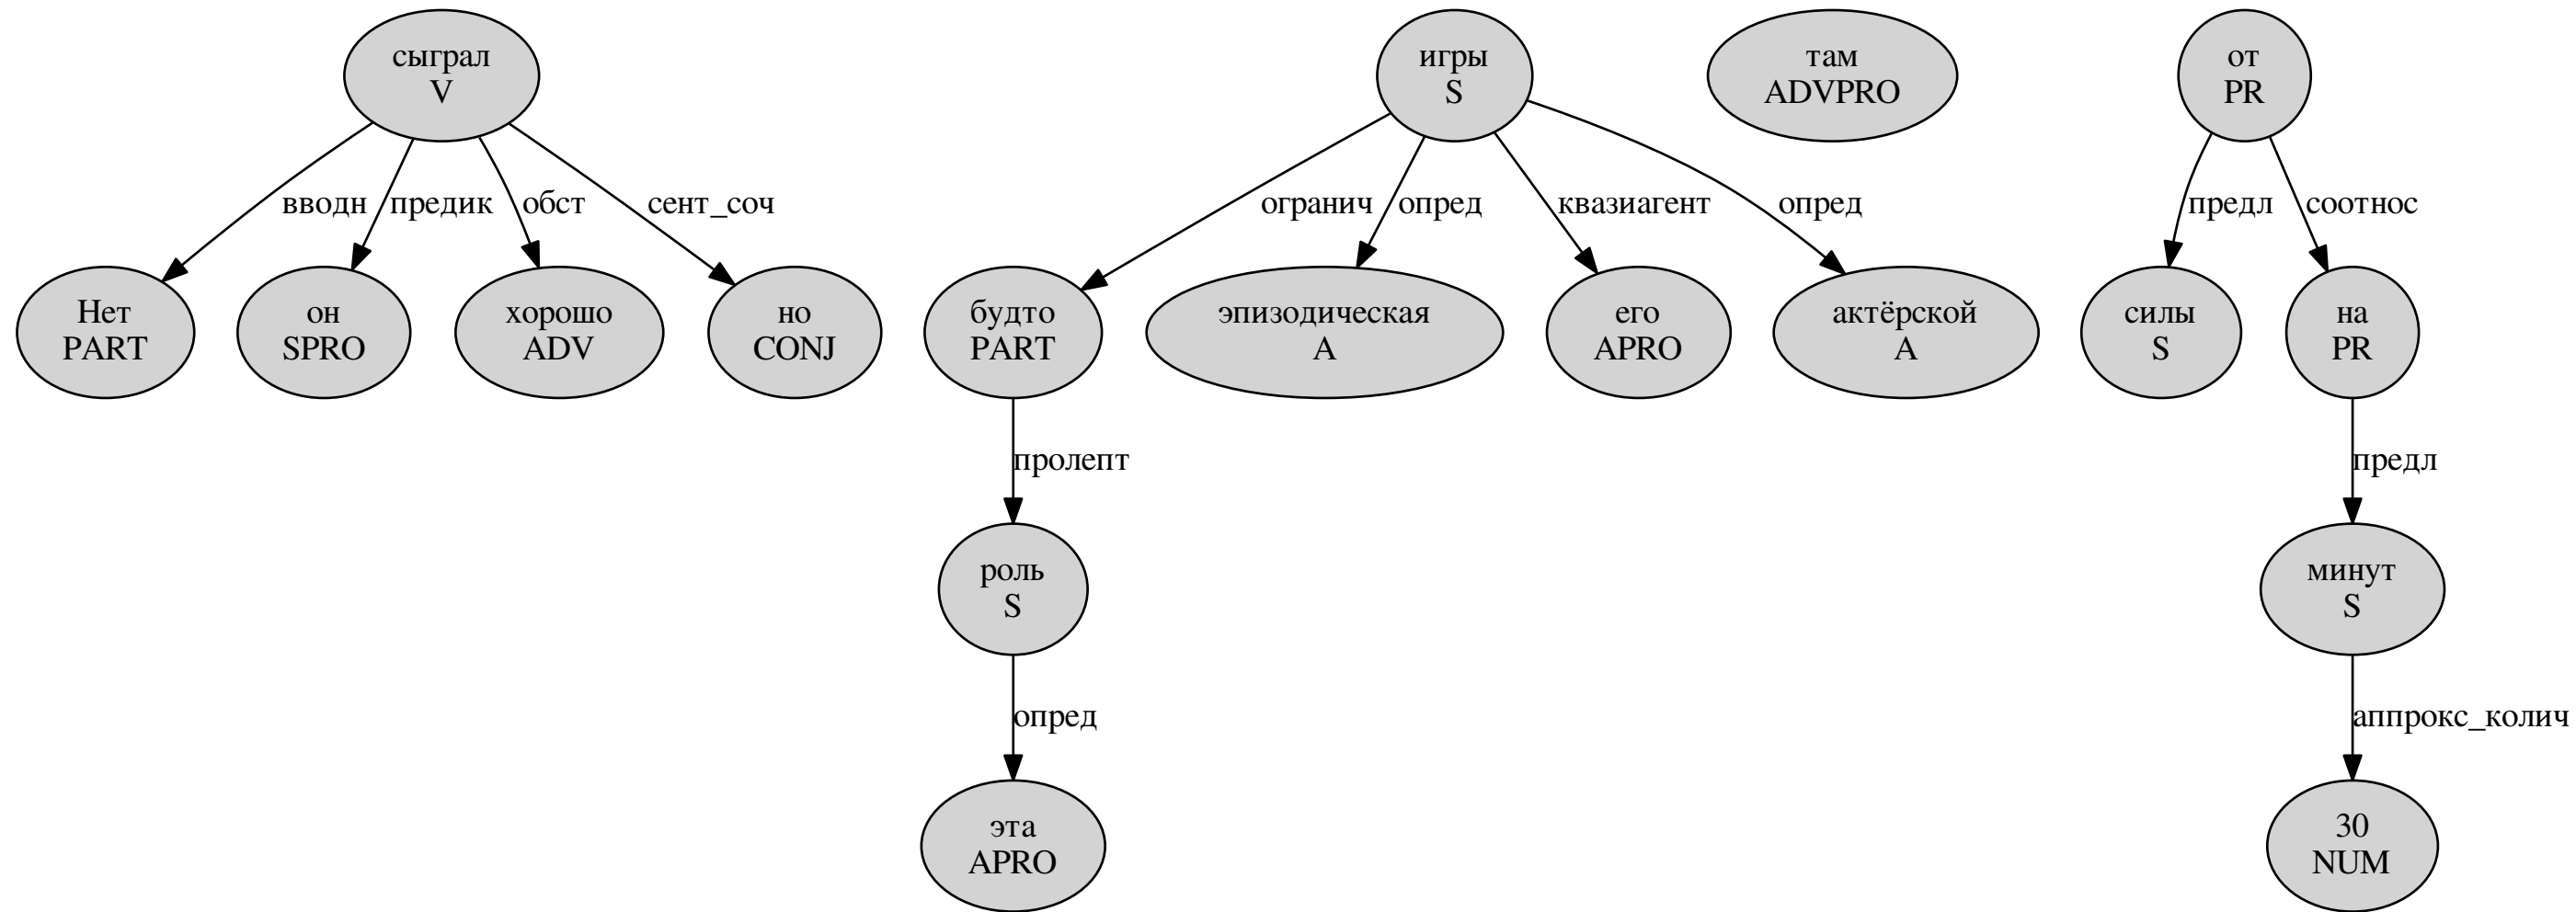 сыграл
V
игры
S
там
ADVPRO
от
PR
вводн
предик
обст
сент_соч
огранич
опред
квазиагент
опред
предл
соотнос
Нет
PART
он
SPRO
хорошо
ADV
но
CONJ
будто
PART
эпизодическая
A
его
APRO
актёрской
A
силы
S
на
PR
пролепт
предл
роль
S
минут
S
опред
аппрокс_колич
эта
APRO
30
NUM